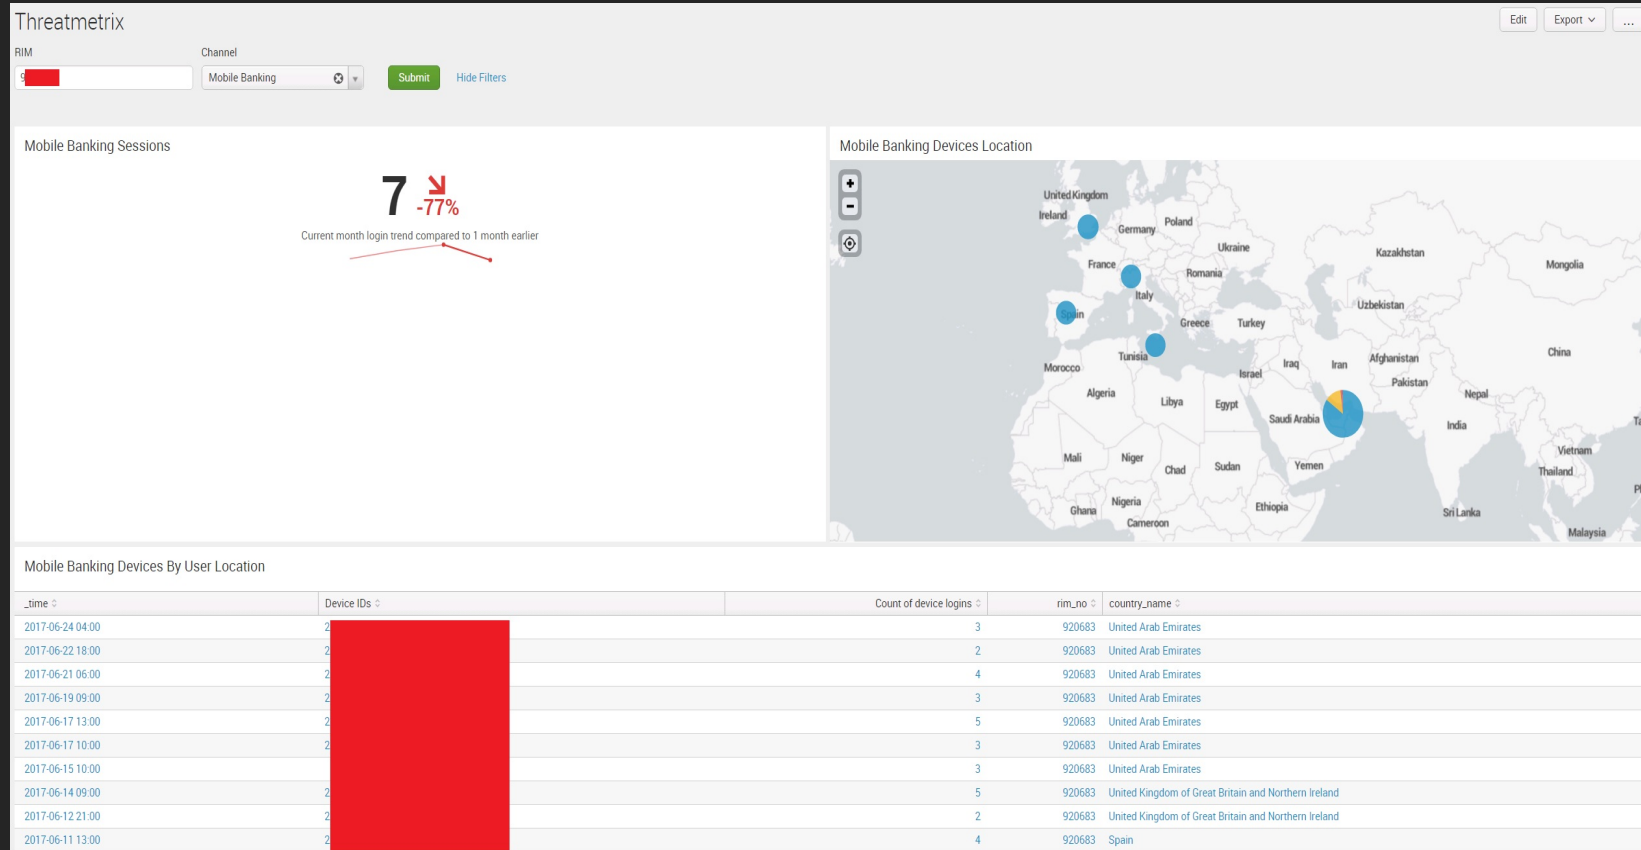 Threatmetrix
Edit Export ...
RIM Channel
9 Mobile Banking Submit Hide Filters
Mobile Banking Sessions
7 -77%
Current month login trend compared to 1 month earlier
Mobile Banking Devices Location
+
-
United Kingdom
Ireland
Poland
Germany
Ukraine
Kazakhstan
France
Mongolia
Romania
Italy
Uzbekistan
Spain
Greece Turkey
Tunisia
China
Morocco
Iraq Iran Afghanistan
Israel
Pakistan
Algeria
Libya Egypt
Nepal
Saudi Arabia
India
Mali Niger
Chad Sudan Yemen
Vietnam
Thailand
Nigeria
Ghana
Ethiopia
Sri Lanka
Cameroon
Malaysia
Mobile Banking Devices By User Location
_time Device IDs Count of device logins rim_no country_name
2017-06-24 04:00 2 3 920683 United Arab Emirates
2017-06-22 18:00 2 2 920683 United Arab Emirates
2017-06-21 06:00 2 4 920683 United Arab Emirates
2017-06-19 09:00 2 3 920683 United Arab Emirates
2017-06-17 13:00 2 5 920683 United Arab Emirates
2017-06-17 10:00 2 3 920683 United Arab Emirates
2017-06-15 10:00 3 920683 United Arab Emirates
2017-06-14 09:00 2 5 920683 United Kingdom of Great Britain and Northern Ireland
2017-06-12 21:00 2 2 920683 United Kingdom of Great Britain and Northern Ireland
2017-06-11 13:00 2 4 920683 Spain